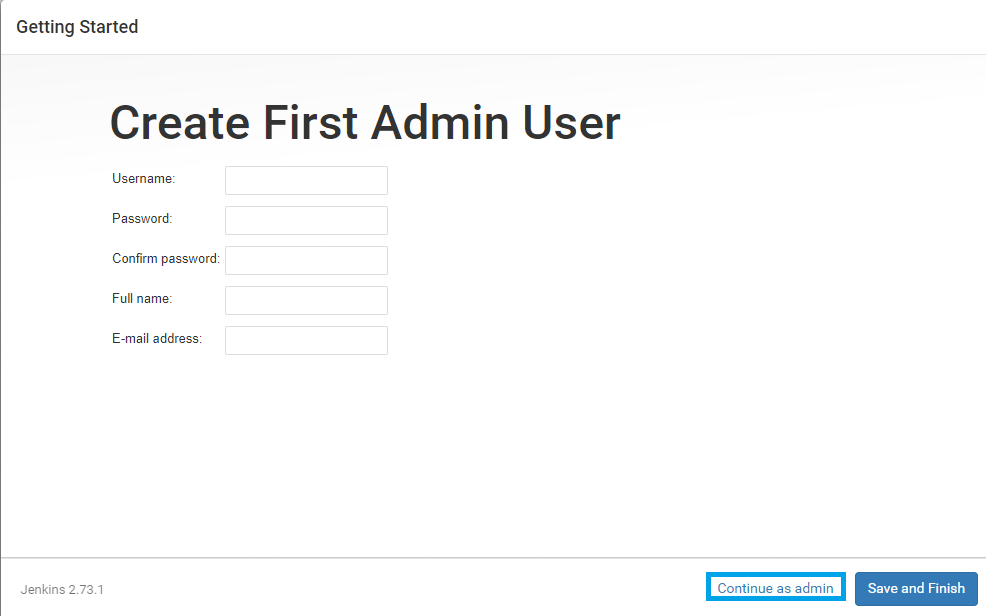 Getting Started
Create First Admin User
Username:
Password:
Confirm password:
Full name:
E-mail address:
Jenkins 2.73.1
Continue as admin
Save and Finish